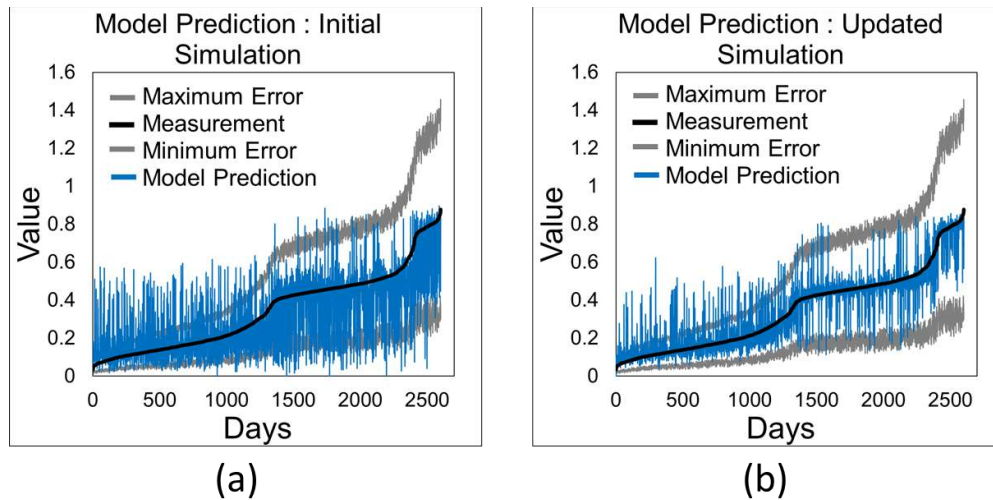 Model Prediction : Initial
Simulation
1.6
1.4
1.2
1
0.8
0.6
0.4
0.2
0
Value
Maximum Error
Measurement
Minimum Error
Model Prediction
0 500 1000 1500 2000 2500
Days
(a)
Model Prediction : Updated
Simulation
1.6
1.4
1.2
1
0.8
0.6
0.4
0.2
0
Value
Maximum Error
Measurement
Minimum Error
Model Prediction
0 500 1000 1500 2000 2500
Days
(b)